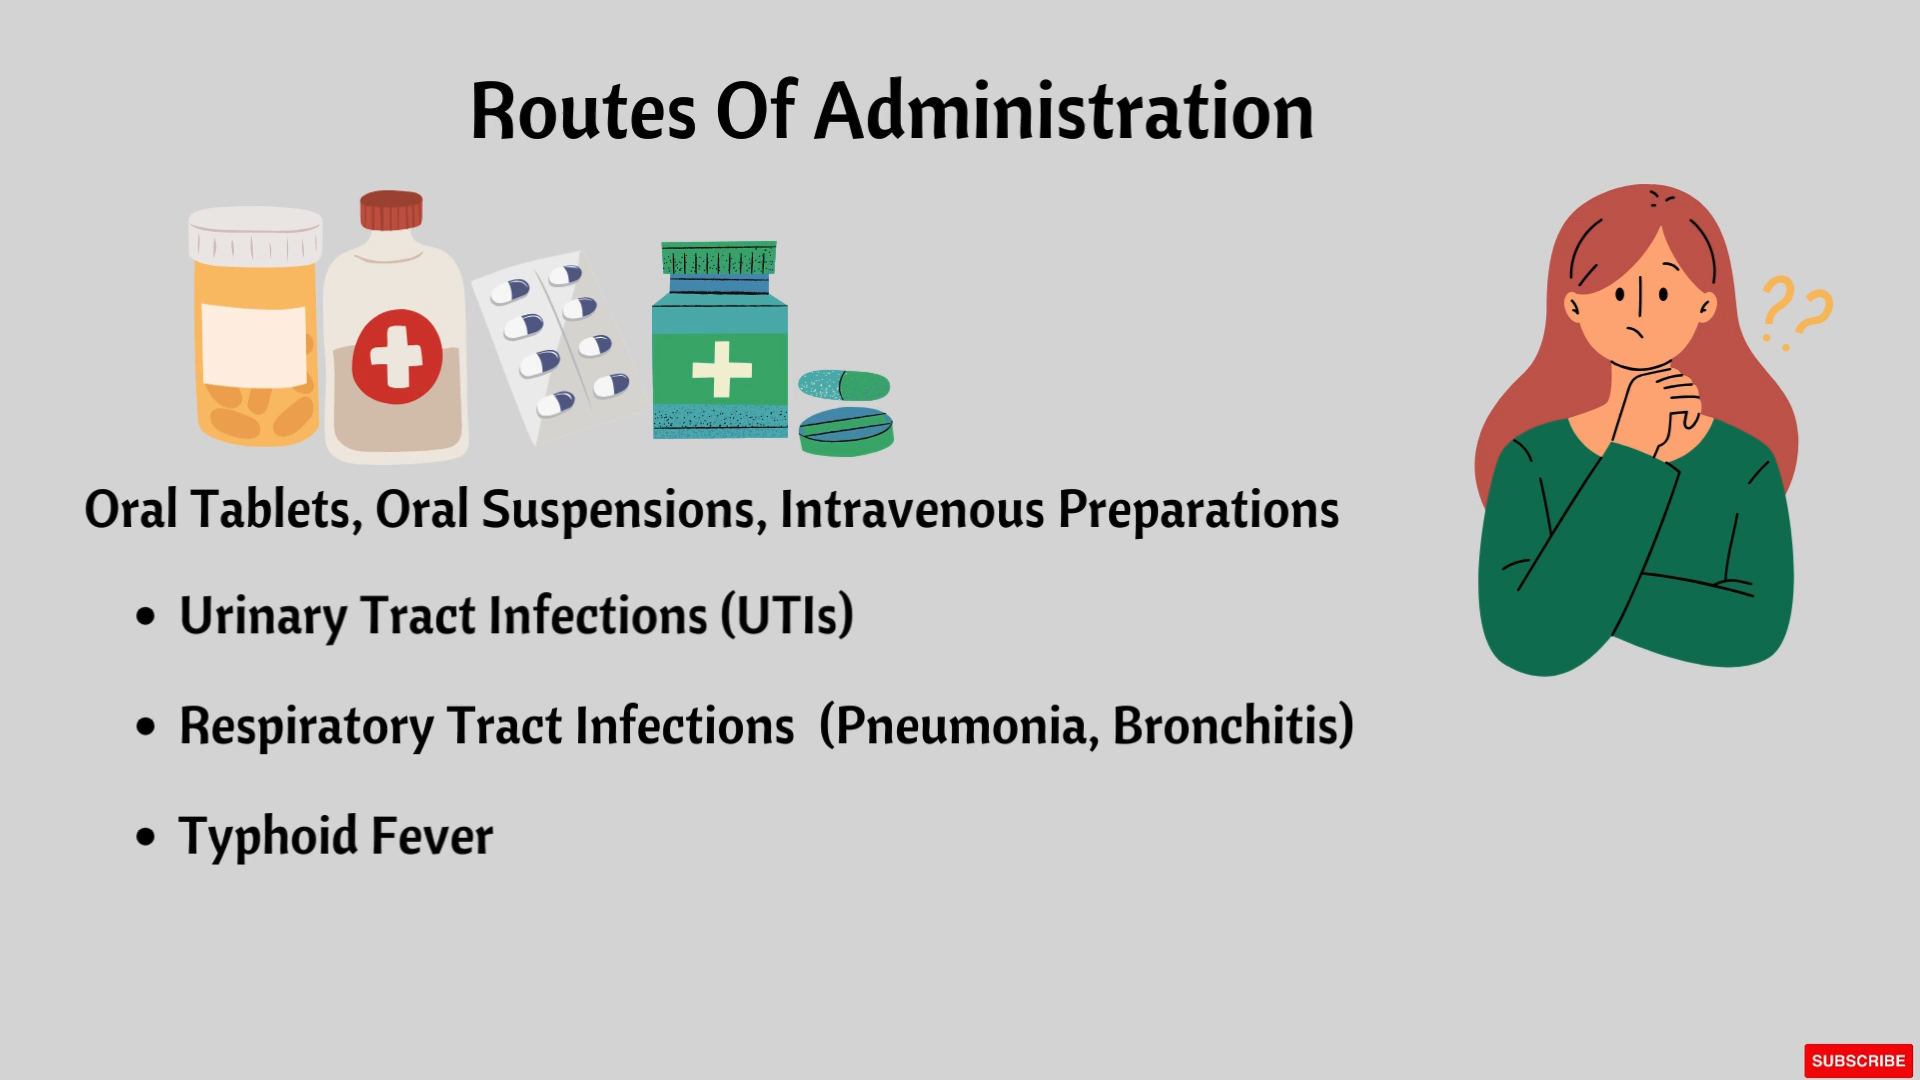 Routes Of Administration
Oral Tablets, Oral Suspensions, Intravenous Preparations
• Urinary Tract Infections (UTIs)
• Respiratory Tract Infections (Pneumonia, Bronchitis)
• Typhoid Fever
SUBSCRIBE